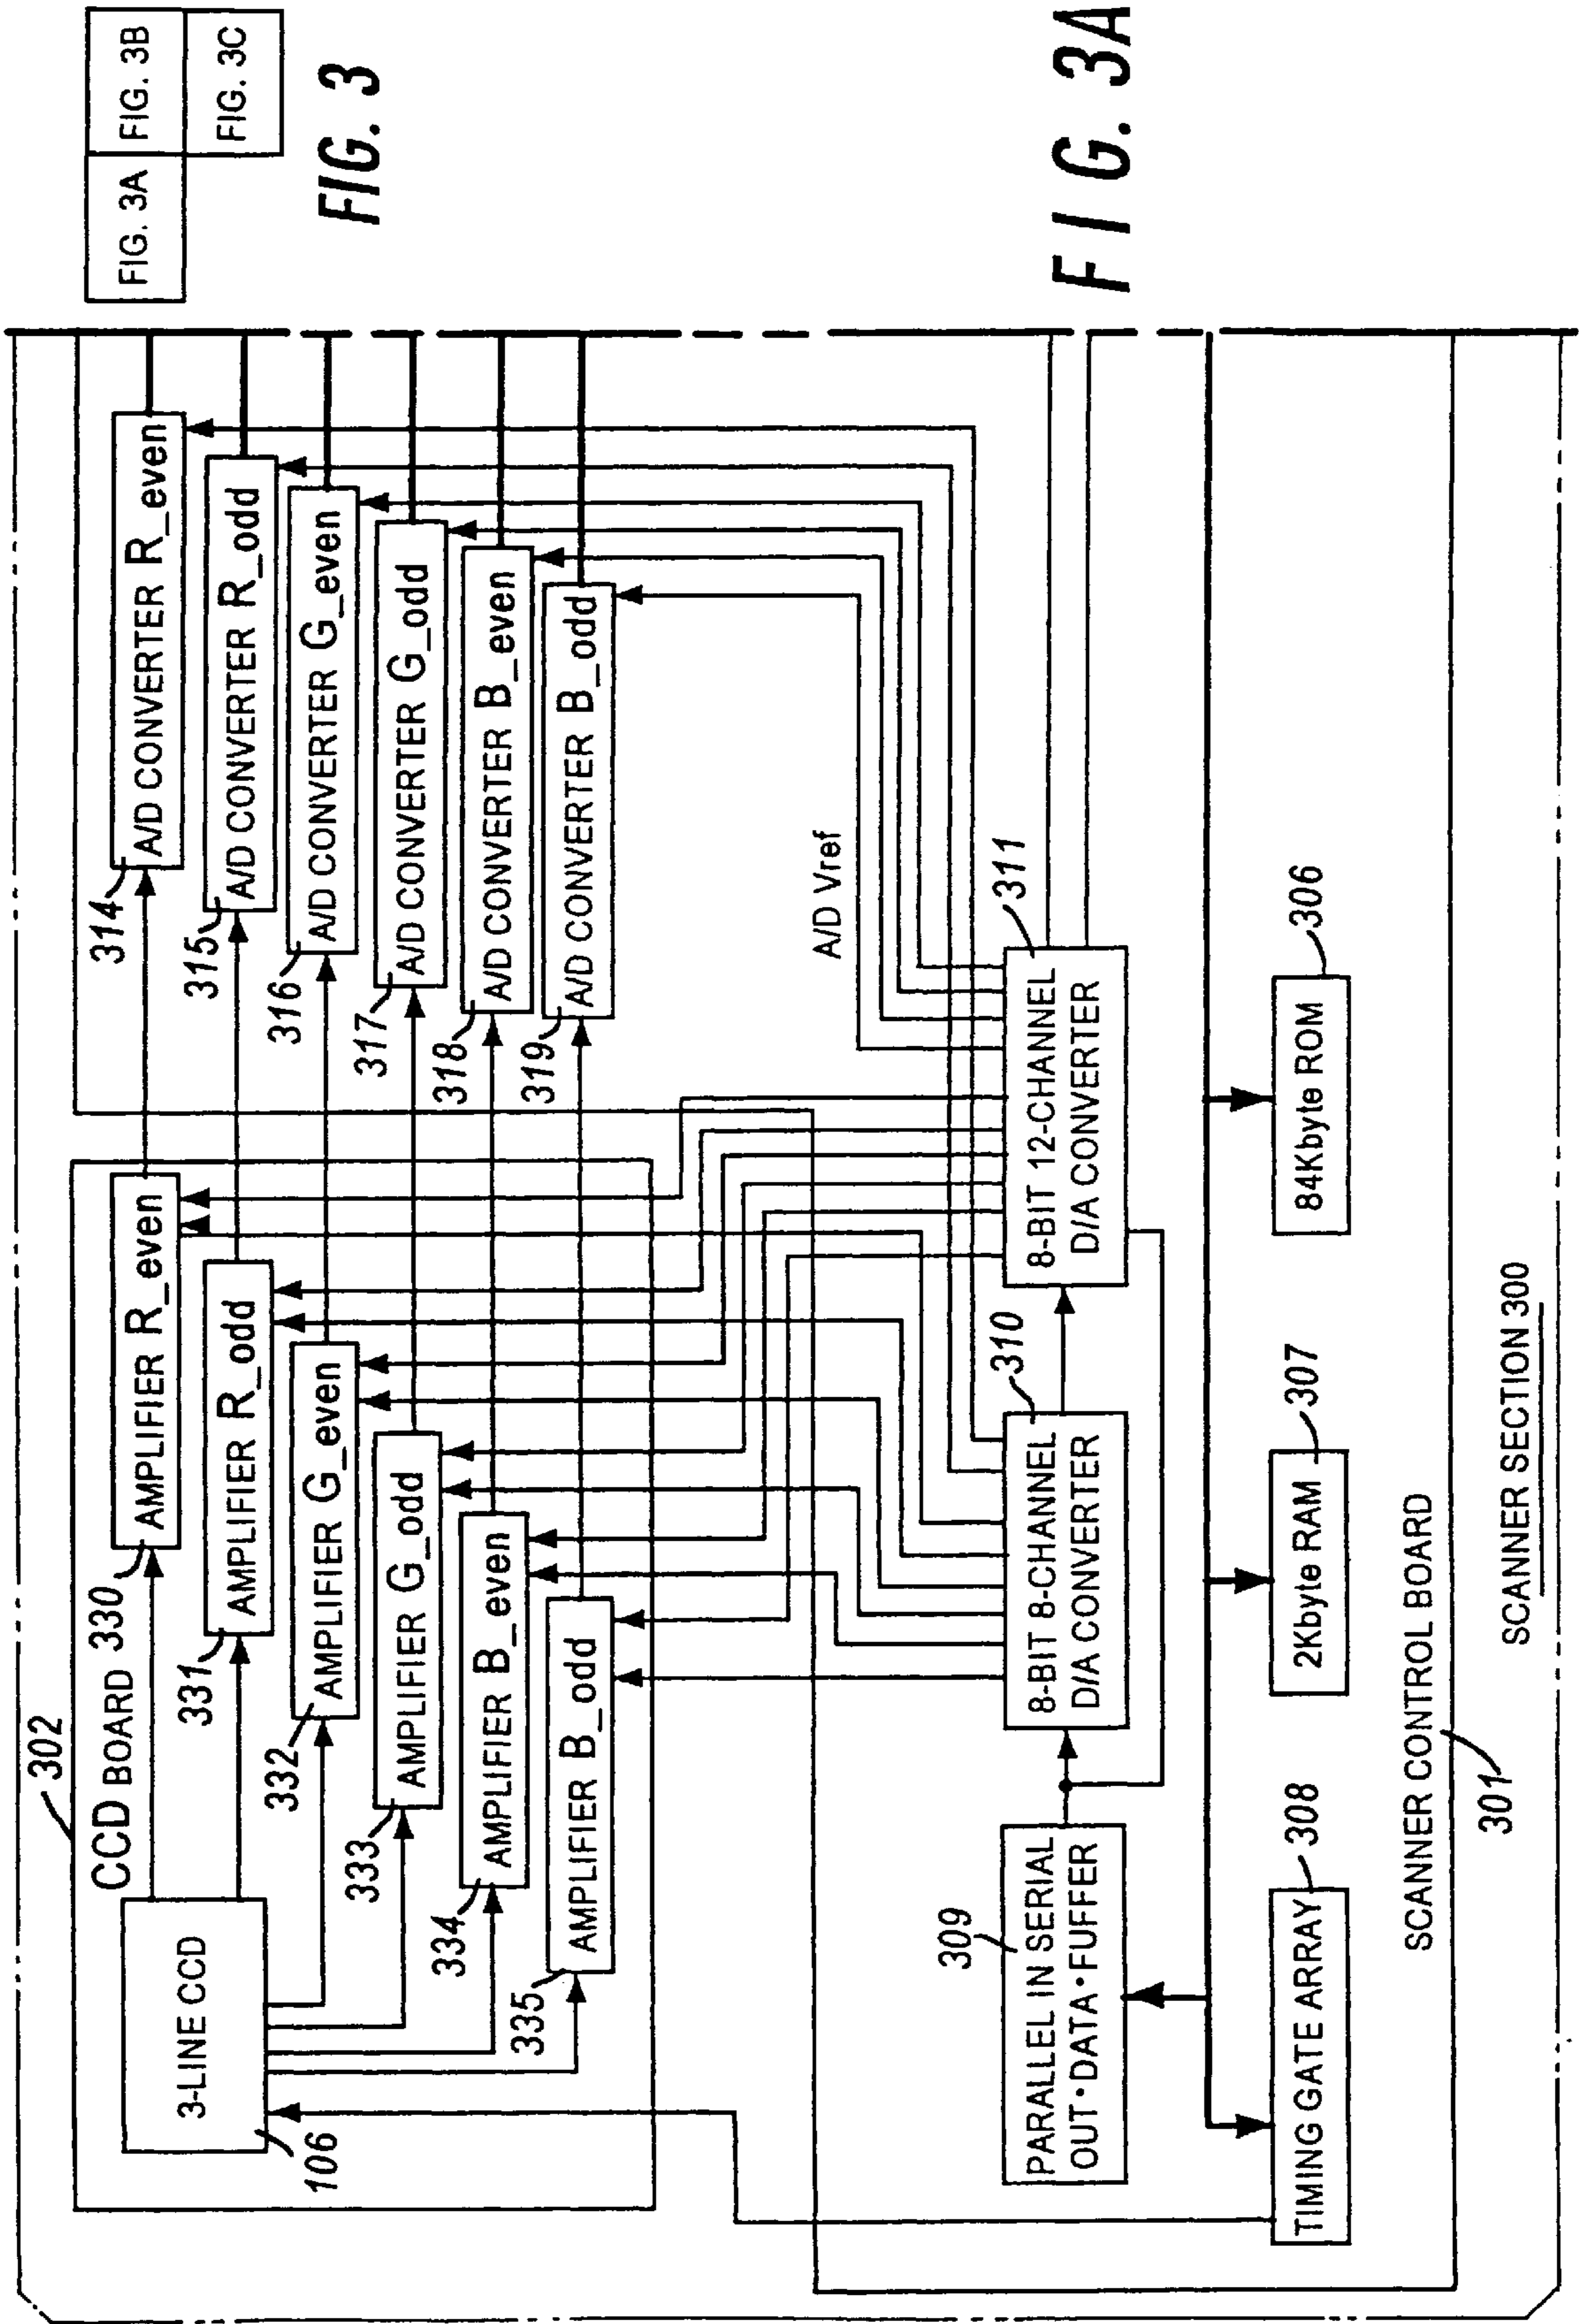 FIG. 3A
FIG. 3B
FIG. 3C
FIG. 3
302
CCD BOARD
3-LINE CCD
106
330
AMPLIFIER R_even
331
AMPLIFIER R_odd
332
AMPLIFIER G_even
333
AMPLIFIER G_odd
334
AMPLIFIER B_even
335
AMPLIFIER B_odd
314
A/D CONVERTER R_even
315
A/D CONVERTER R_odd
316
A/D CONVERTER G_even
317
A/D CONVERTER G_odd
318
A/D CONVERTER B_even
319
A/D CONVERTER B_odd
A/D Vref
309
PARALLEL IN SERIAL
OUT·DATA·FUFFER
310
8-BIT 8-CHANNEL
D/A CONVERTER
311
8-BIT 12-CHANNEL
D/A CONVERTER
TIMING GATE ARRAY
308
2Kbyte RAM
307
84Kbyte ROM
306
SCANNER CONTROL BOARD
301
SCANNER SECTION 300
FIG. 3A